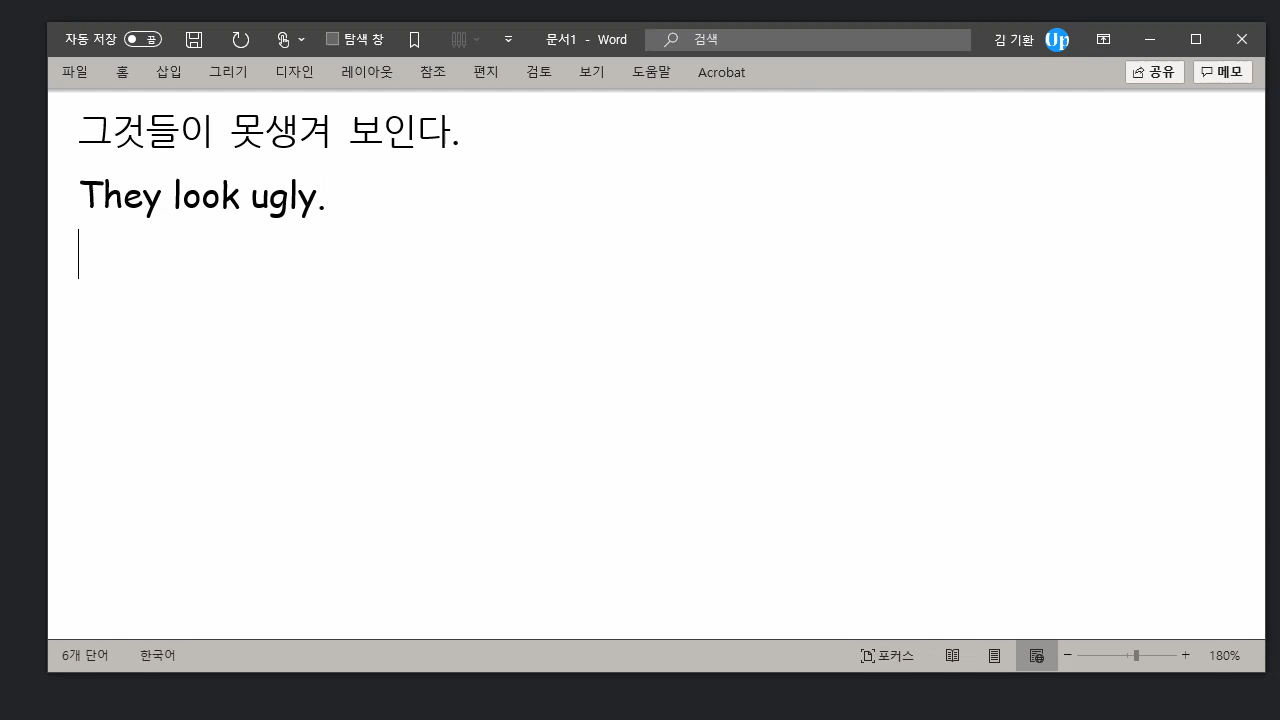 자동 저장 끔 탐색 창 문서1 - Word 검색 김 기환 Up
파일 홈 삽입 그리기 디자인 레이아웃 참조 편지 검토 보기 도움말 Acrobat 공유 메모
그것들이 못생겨 보인다.
They look ugly.
6개 단어 한국어 포커스 180%